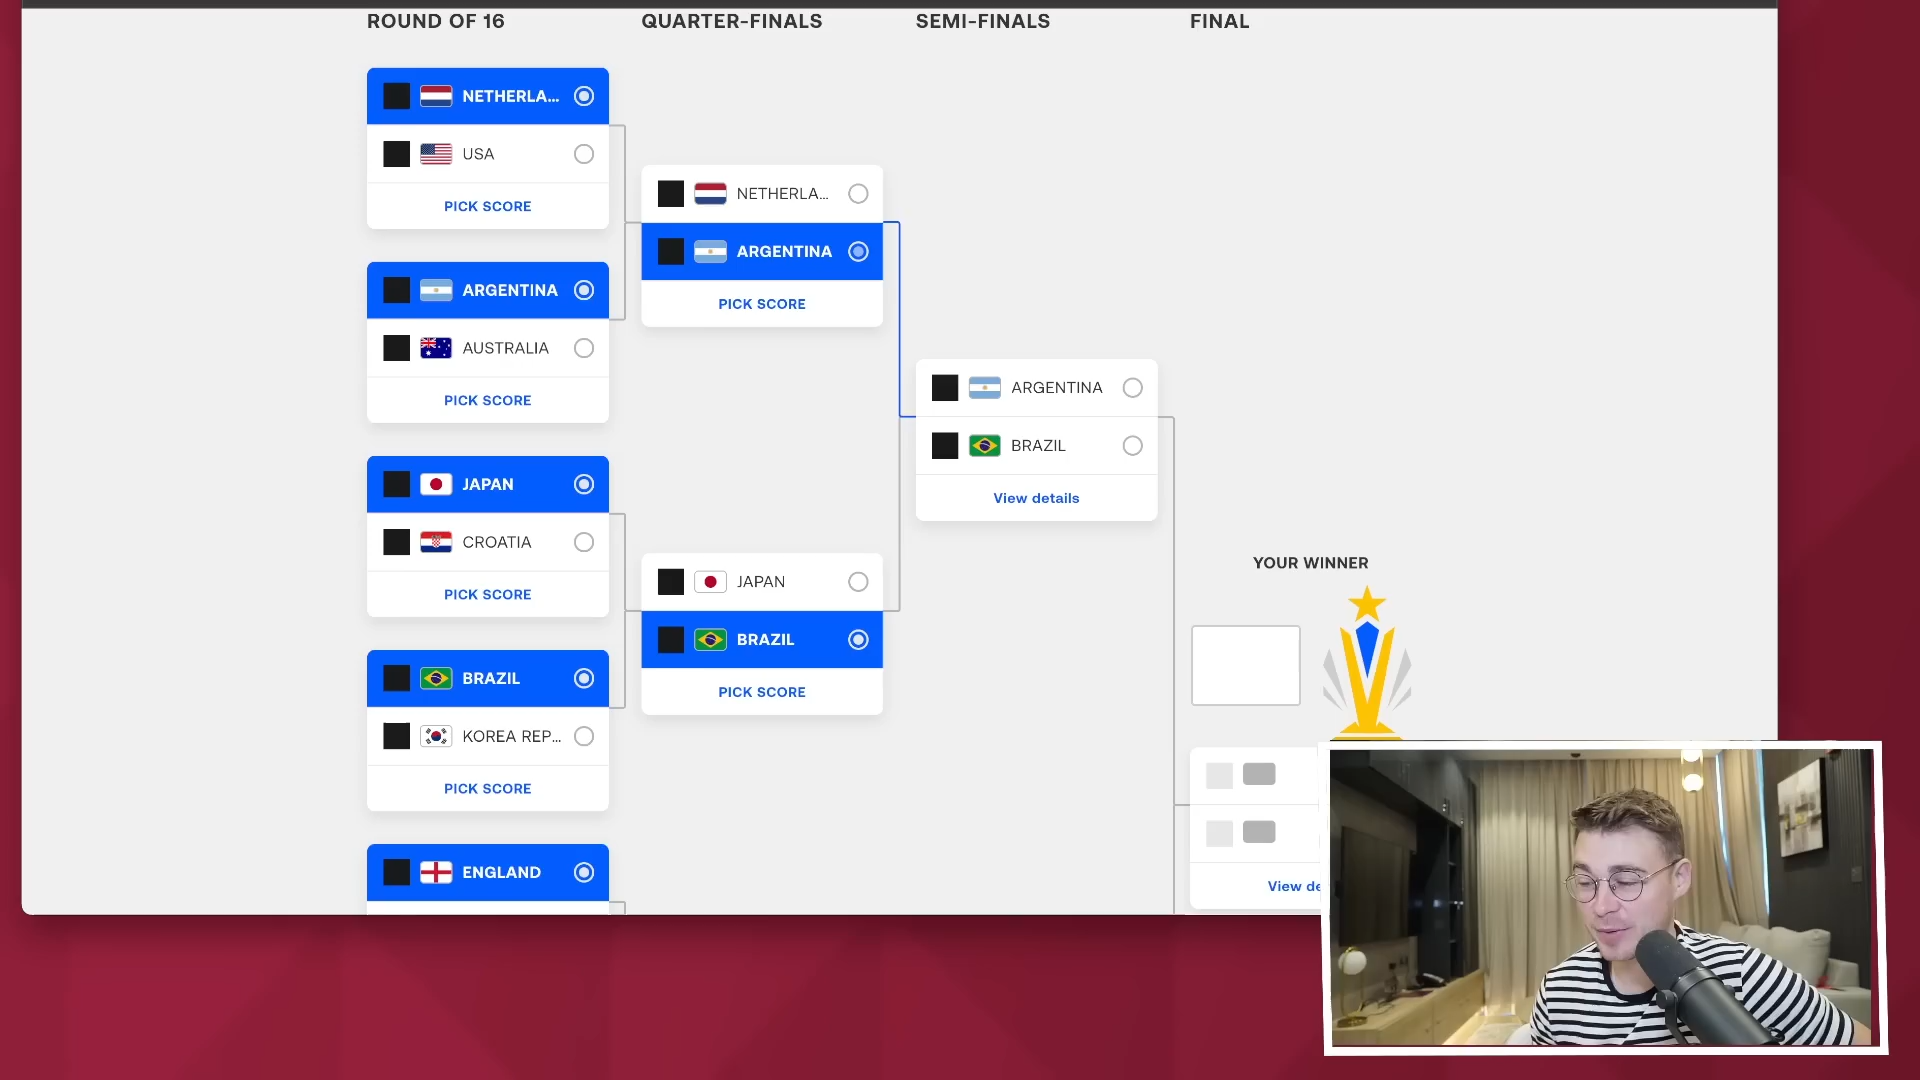 ROUND OF 16
QUARTER-FINALS
SEMI-FINALS
FINAL
NETHERLA...
USA
PICK SCORE
ARGENTINA
AUSTRALIA
PICK SCORE
JAPAN
CROATIA
PICK SCORE
BRAZIL
KOREA REP...
PICK SCORE
ENGLAND
NETHERLA...
ARGENTINA
PICK SCORE
JAPAN
BRAZIL
PICK SCORE
ARGENTINA
BRAZIL
View details
YOUR WINNER
View de